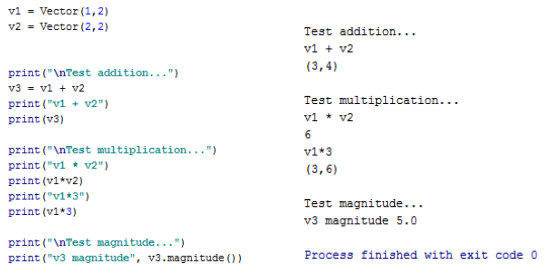 v1 = Vector(1,2)
v2 = Vector(2,2)
print("\nTest addition...")
v3 = v1 + v2
print("v1 + v2")
print(v3)
print("\nTest multiplication...")
print("v1 * v2")
print(v1*v2)
print("v1*3")
print(v1*3)
print("\nTest magnitude...")
print("v3 magnitude", v3.magnitude())
Test addition...
v1 + v2
(3,4)
Test multiplication...
v1 * v2
6
v1*3
(3,6)
Test magnitude...
v3 magnitude 5.0
Process finished with exit code 0